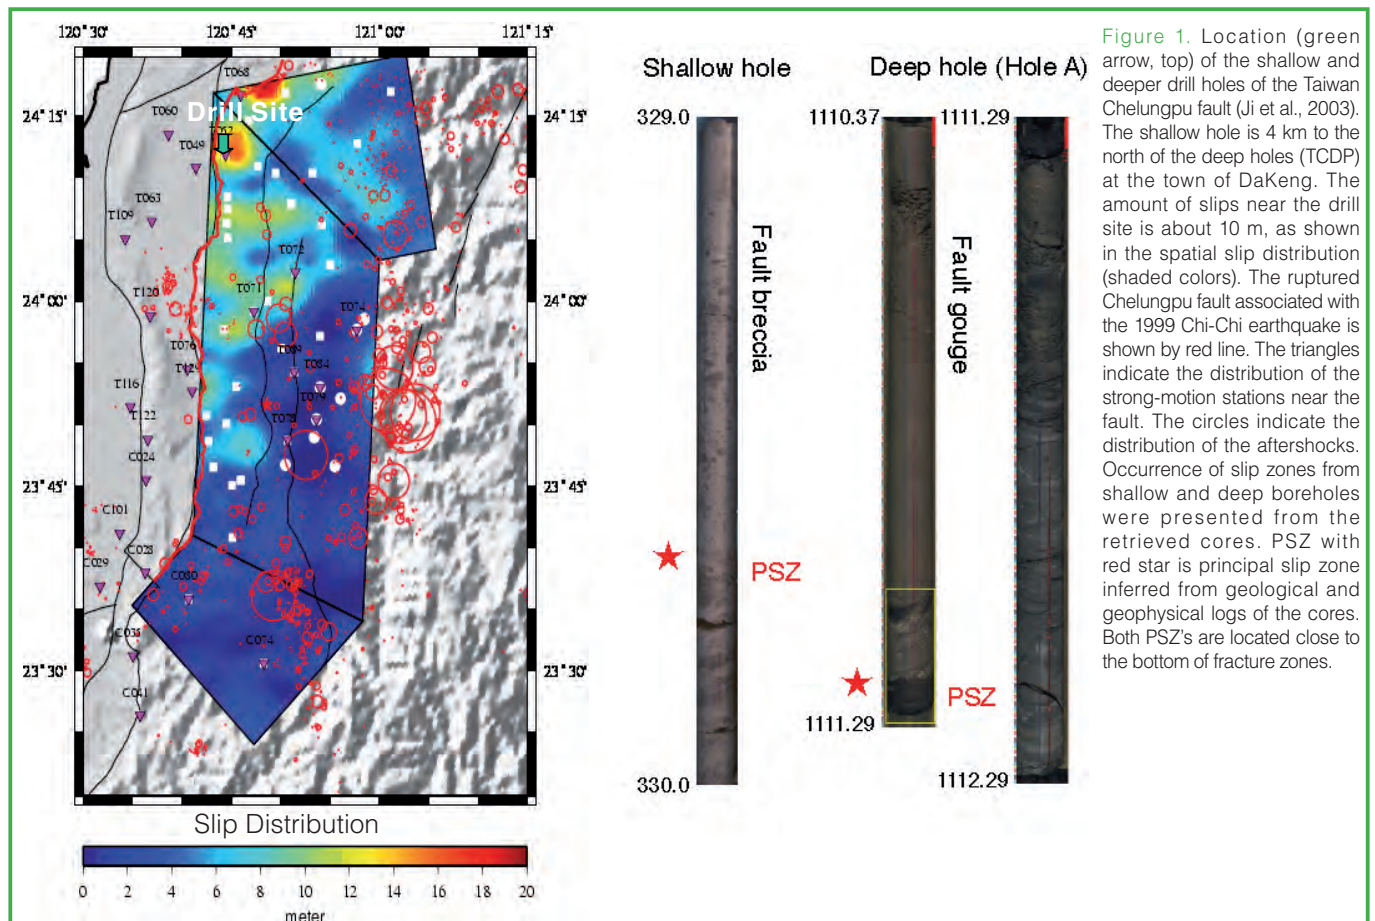 120°30'
120°45'
121°00'
121°15'
24°15'
24°00'
23°45'
23°30'
24°15'
24°00'
23°45'
23°30'
T068
Drill Site
T060
T049
T063
T109
T072
T120
T071
T074
T076
T089
T129
T084
T116
T079
T122
T078
C024
C101
C028
C029
C080
C074
C035
C041
Slip Distribution
0 2 4 6 8 10 12 14 16 18 20
meter
Shallow hole
329.0
Fault breccia
PSZ
330.0
Deep hole (Hole A)
1110.37
1111.29
Fault gouge
PSZ
1111.29
1112.29
Figure 1. Location (green
arrow, top) of the shallow and
deeper drill holes of the Taiwan
Chelungpu fault (Ji et al., 2003).
The shallow hole is 4 km to the
north of the deep holes (TCDP)
at the town of DaKeng. The
amount of slips near the drill
site is about 10 m, as shown
in the spatial slip distribution
(shaded colors). The ruptured
Chelungpu fault associated with
the 1999 Chi-Chi earthquake is
shown by red line. The triangles
indicate the distribution of the
strong-motion stations near the
fault. The circles indicate the
distribution of the aftershocks.
Occurrence of slip zones from
shallow and deep boreholes
were presented from the
retrieved cores. PSZ with
red star is principal slip zone
inferred from geological and
geophysical logs of the cores.
Both PSZ's are located close to
the bottom of fracture zones.